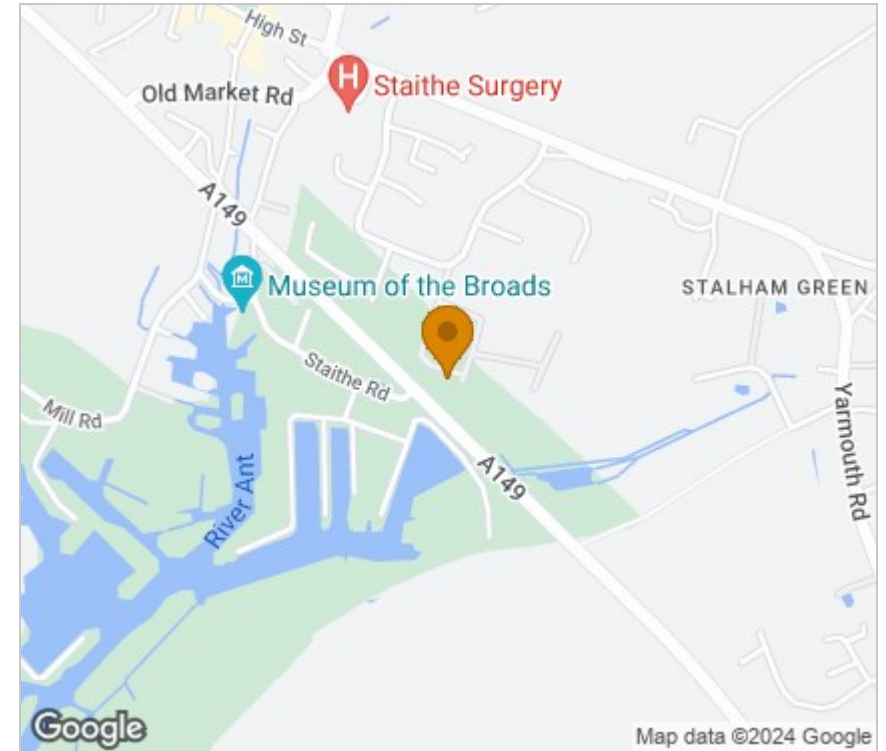 High St
H
Staithe Surgery
Old Market Rd
A149
M
Museum of the Broads
STALHAM GREEN
Staithe Rd
Mill Rd
Yarmouth Rd
River Ant
A149
Google
Map data ©2024 Google